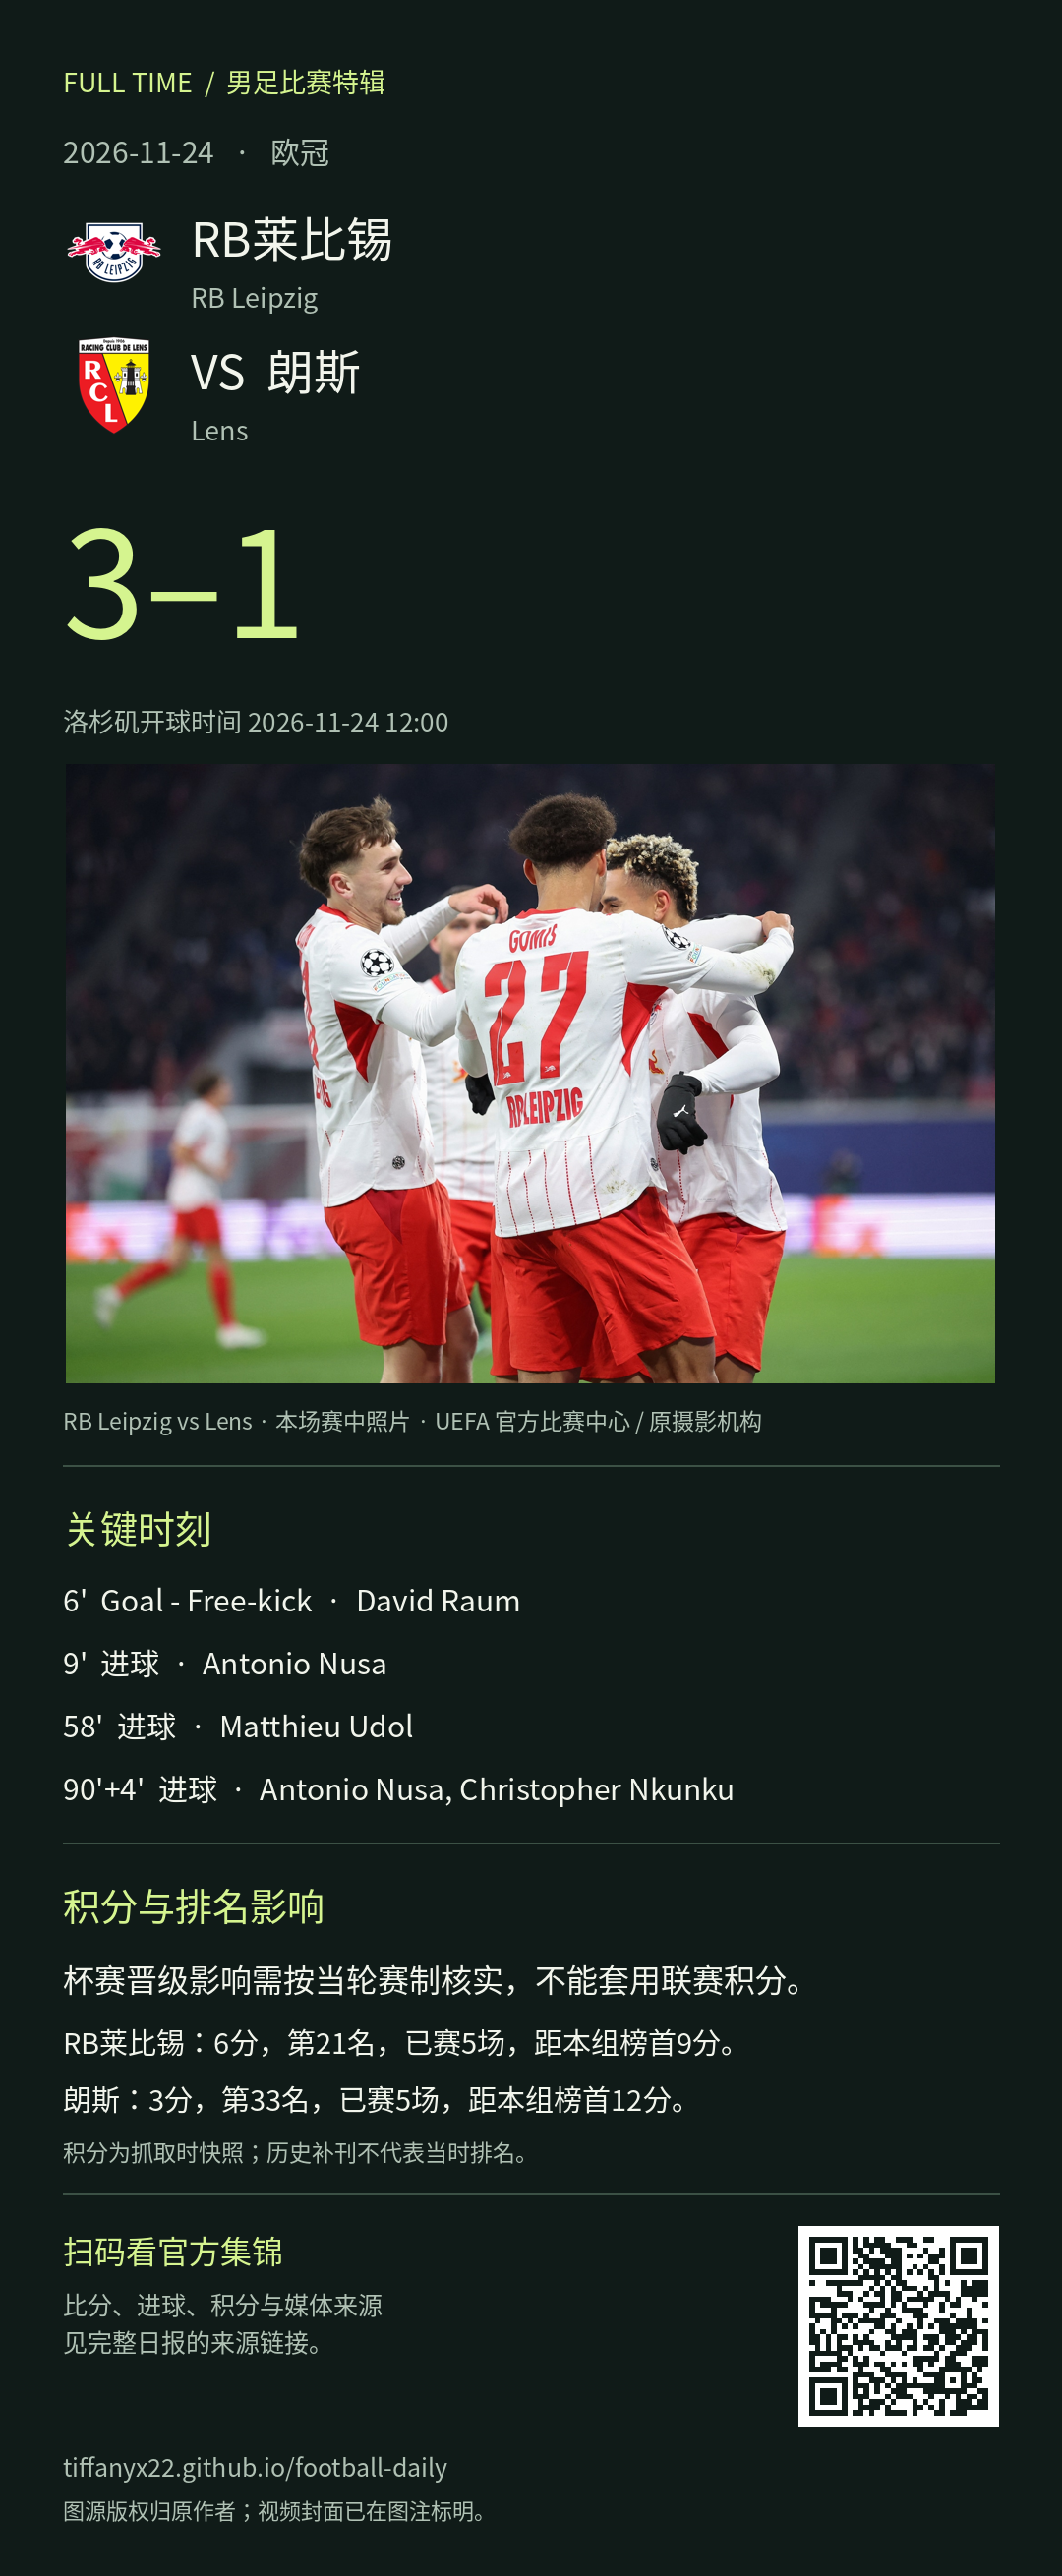 FULL TIME / 男足比赛特辑
2026-11-24 · 欧冠
RB LEIPZIG
RB莱比锡
RB Leipzig
Depuis 1906
RACING CLUB DE LENS
RCL
VS 朗斯
Lens
3–1
洛杉矶开球时间 2026-11-24 12:00
GOMIS
27
RB LEIPZIG
RB Leipzig vs Lens · 本场赛中照片 · UEFA 官方比赛中心 / 原摄影机构
关键时刻
6' Goal - Free-kick · David Raum
9' 进球 · Antonio Nusa
58' 进球 · Matthieu Udol
90'+4' 进球 · Antonio Nusa, Christopher Nkunku
积分与排名影响
杯赛晋级影响需按当轮赛制核实，不能套用联赛积分。
RB莱比锡：6分，第21名，已赛5场，距本组榜首9分。
朗斯：3分，第33名，已赛5场，距本组榜首12分。
积分为抓取时快照；历史补刊不代表当时排名。
扫码看官方集锦
比分、进球、积分与媒体来源
见完整日报的来源链接。
tiffanyx22.github.io/football-daily
图源版权归原作者；视频封面已在图注标明。